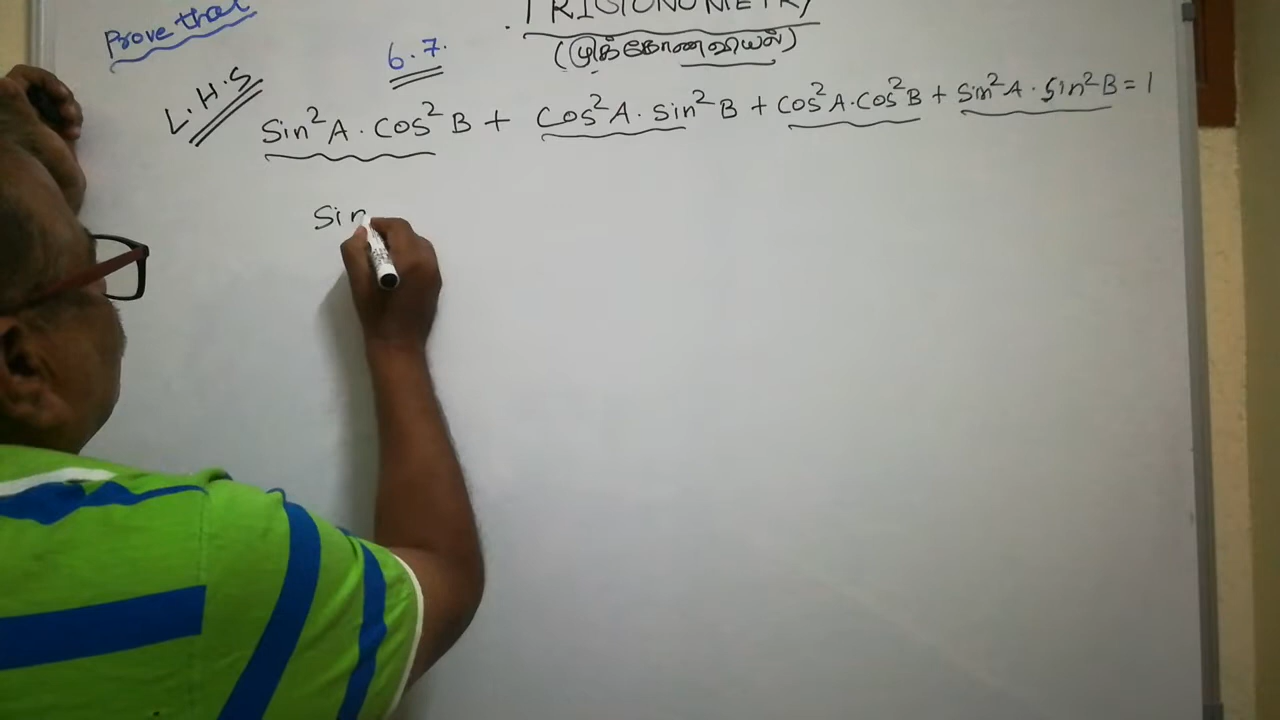 Prove that
TRIGONOMETRY
6.7.
(முக்கோணவியல்)
L.H.S
Sin²A . Cos²B + Cos²A . Sin²B + Cos²A . Cos²B + Sin²A . Sin²B = 1
Sin